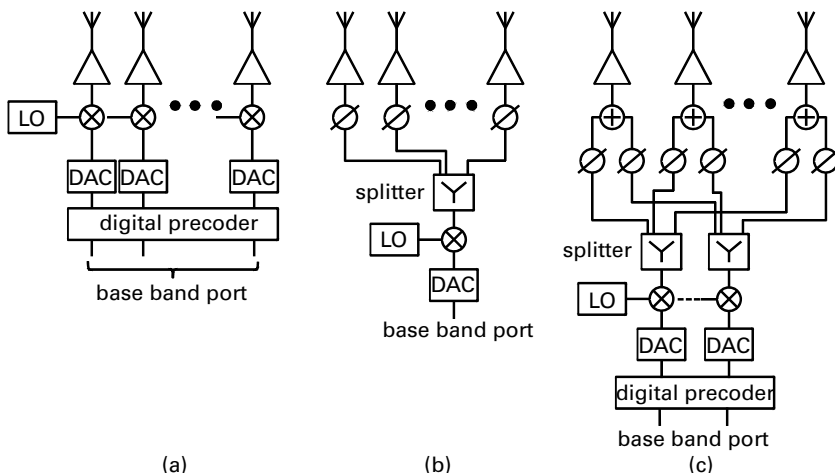 LO
DAC
DAC
DAC
digital precoder
base band port
(a)
splitter
LO
DAC
base band port
(b)
splitter
LO
DAC
DAC
digital precoder
base band port
(c)